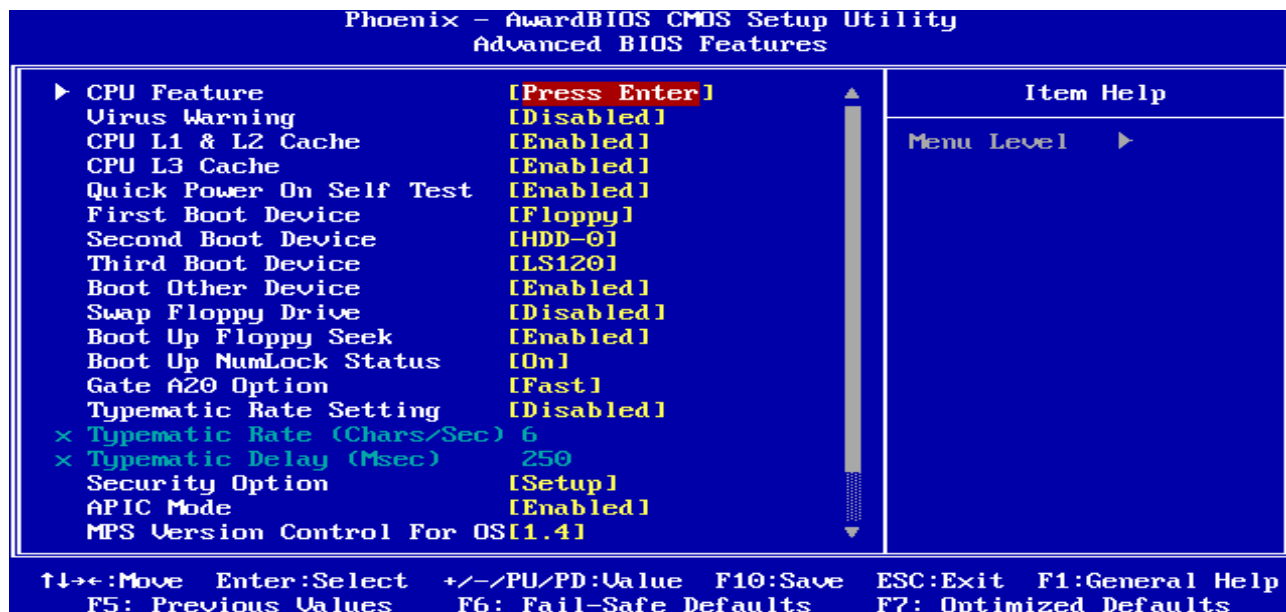 Phoenix - AwardBIOS CMOS Setup Utility
Advanced BIOS Features
CPU Feature [Press Enter]
Virus Warning [Disabled]
CPU L1 & L2 Cache [Enabled]
CPU L3 Cache [Enabled]
Quick Power On Self Test [Enabled]
First Boot Device [Floppy]
Second Boot Device [HDD-0]
Third Boot Device [LS120]
Boot Other Device [Enabled]
Swap Floppy Drive [Disabled]
Boot Up Floppy Seek [Enabled]
Boot Up NumLock Status [On]
Gate A20 Option [Fast]
Typematic Rate Setting [Disabled]
x Typematic Rate (Chars/Sec) 6
x Typematic Delay (Msec) 250
Security Option [Setup]
APIC Mode [Enabled]
MPS Version Control For OS[1.4]
Item Help
Menu Level
↑↓→←:Move Enter:Select +/-/PU/PD:Value F10:Save ESC:Exit F1:General Help
F5: Previous Values F6: Fail-Safe Defaults F7: Optimized Defaults